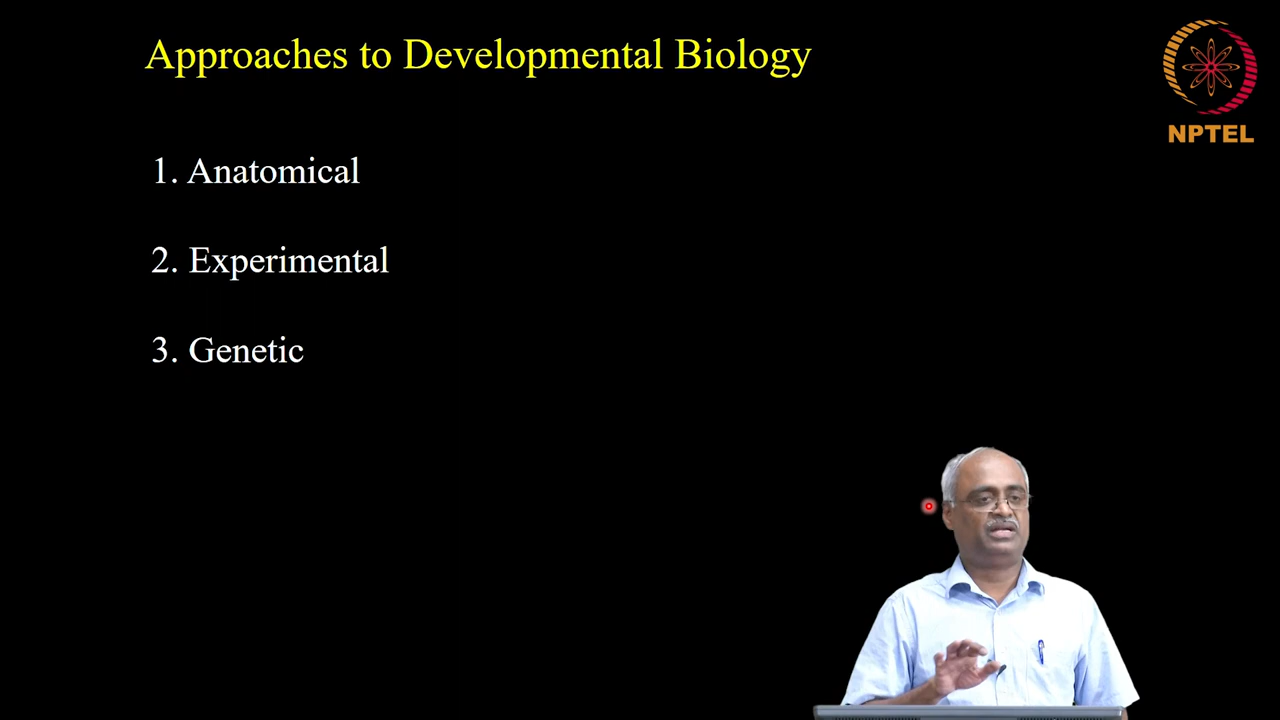 Approaches to Developmental Biology
NPTEL
1. Anatomical
2. Experimental
3. Genetic